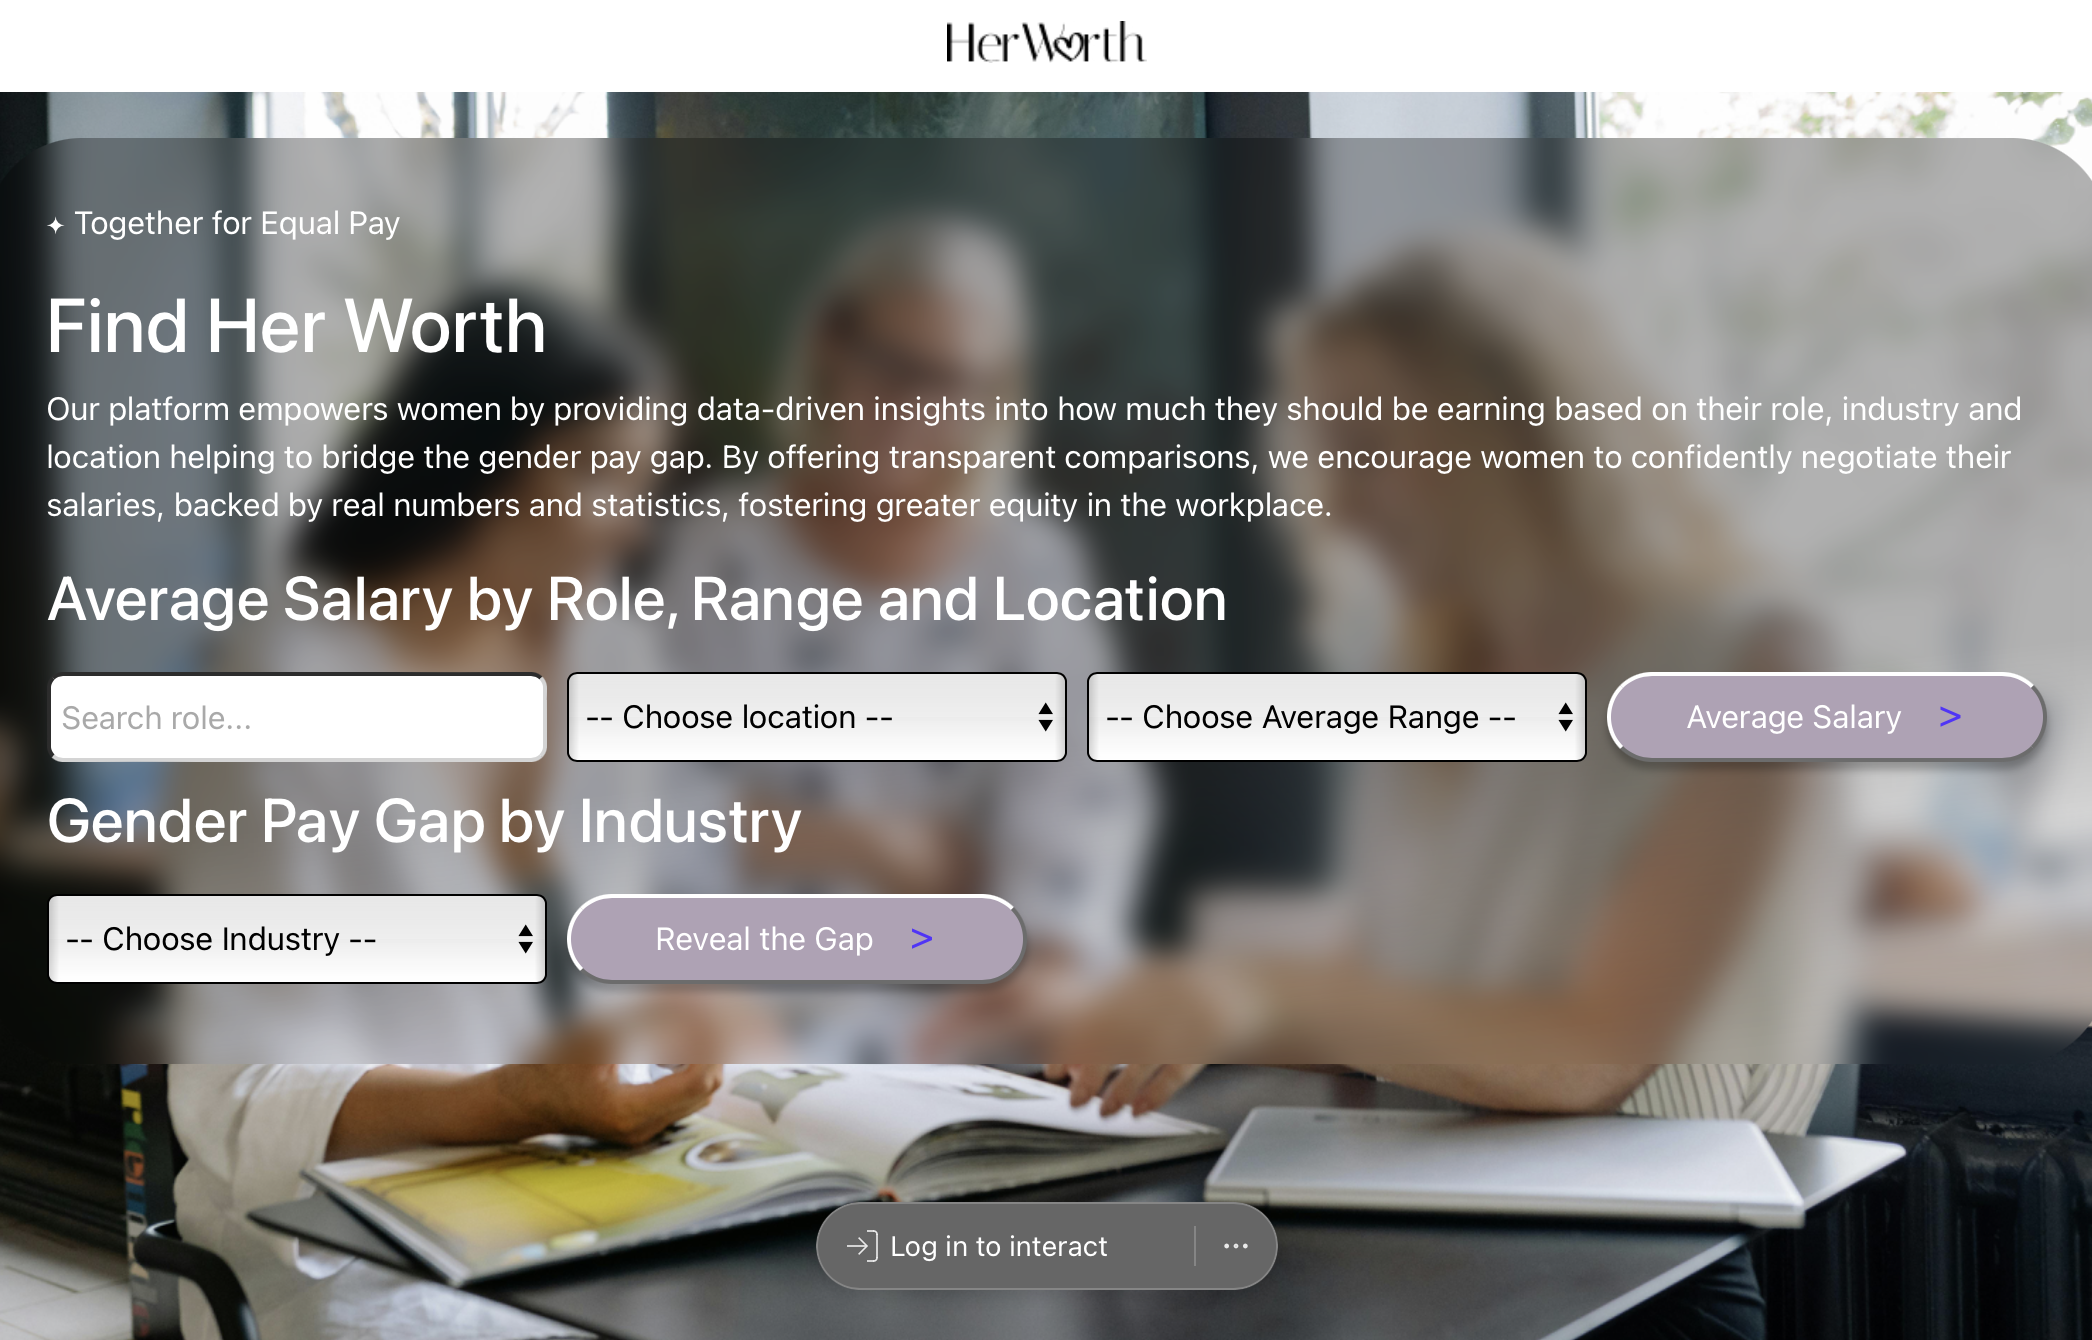 HerWorth
✦ Together for Equal Pay
Find Her Worth
Our platform empowers women by providing data-driven insights into how much they should be earning based on their role, industry and
location helping to bridge the gender pay gap. By offering transparent comparisons, we encourage women to confidently negotiate their
salaries, backed by real numbers and statistics, fostering greater equity in the workplace.
Average Salary by Role, Range and Location
Search role...
-- Choose location --
-- Choose Average Range --
Average Salary >
Gender Pay Gap by Industry
-- Choose Industry --
Reveal the Gap >
Log in to interact